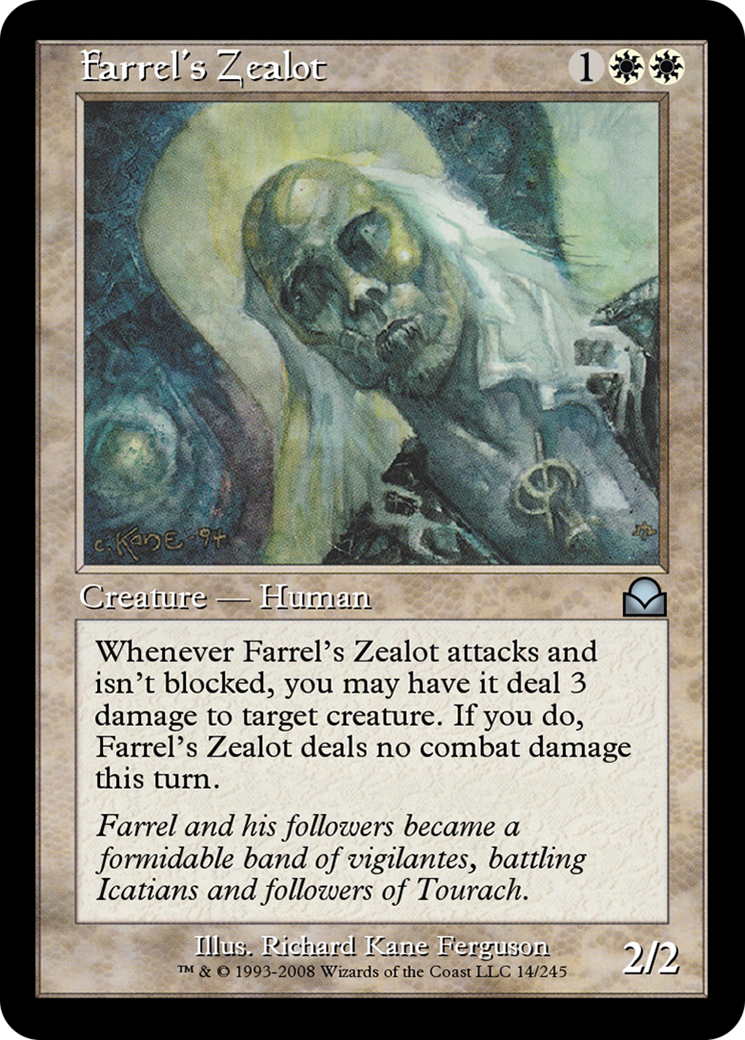 Farrel's Zealot 1
C. KANE -94
Creature — Human
Whenever Farrel's Zealot attacks and
isn't blocked, you may have it deal 3
damage to target creature. If you do,
Farrel's Zealot deals no combat damage
this turn.
Farrel and his followers became a
formidable band of vigilantes, battling
Icatians and followers of Tourach.
Illus. Richard Kane Ferguson
™ & © 1993-2008 Wizards of the Coast LLC 14/245
2/2